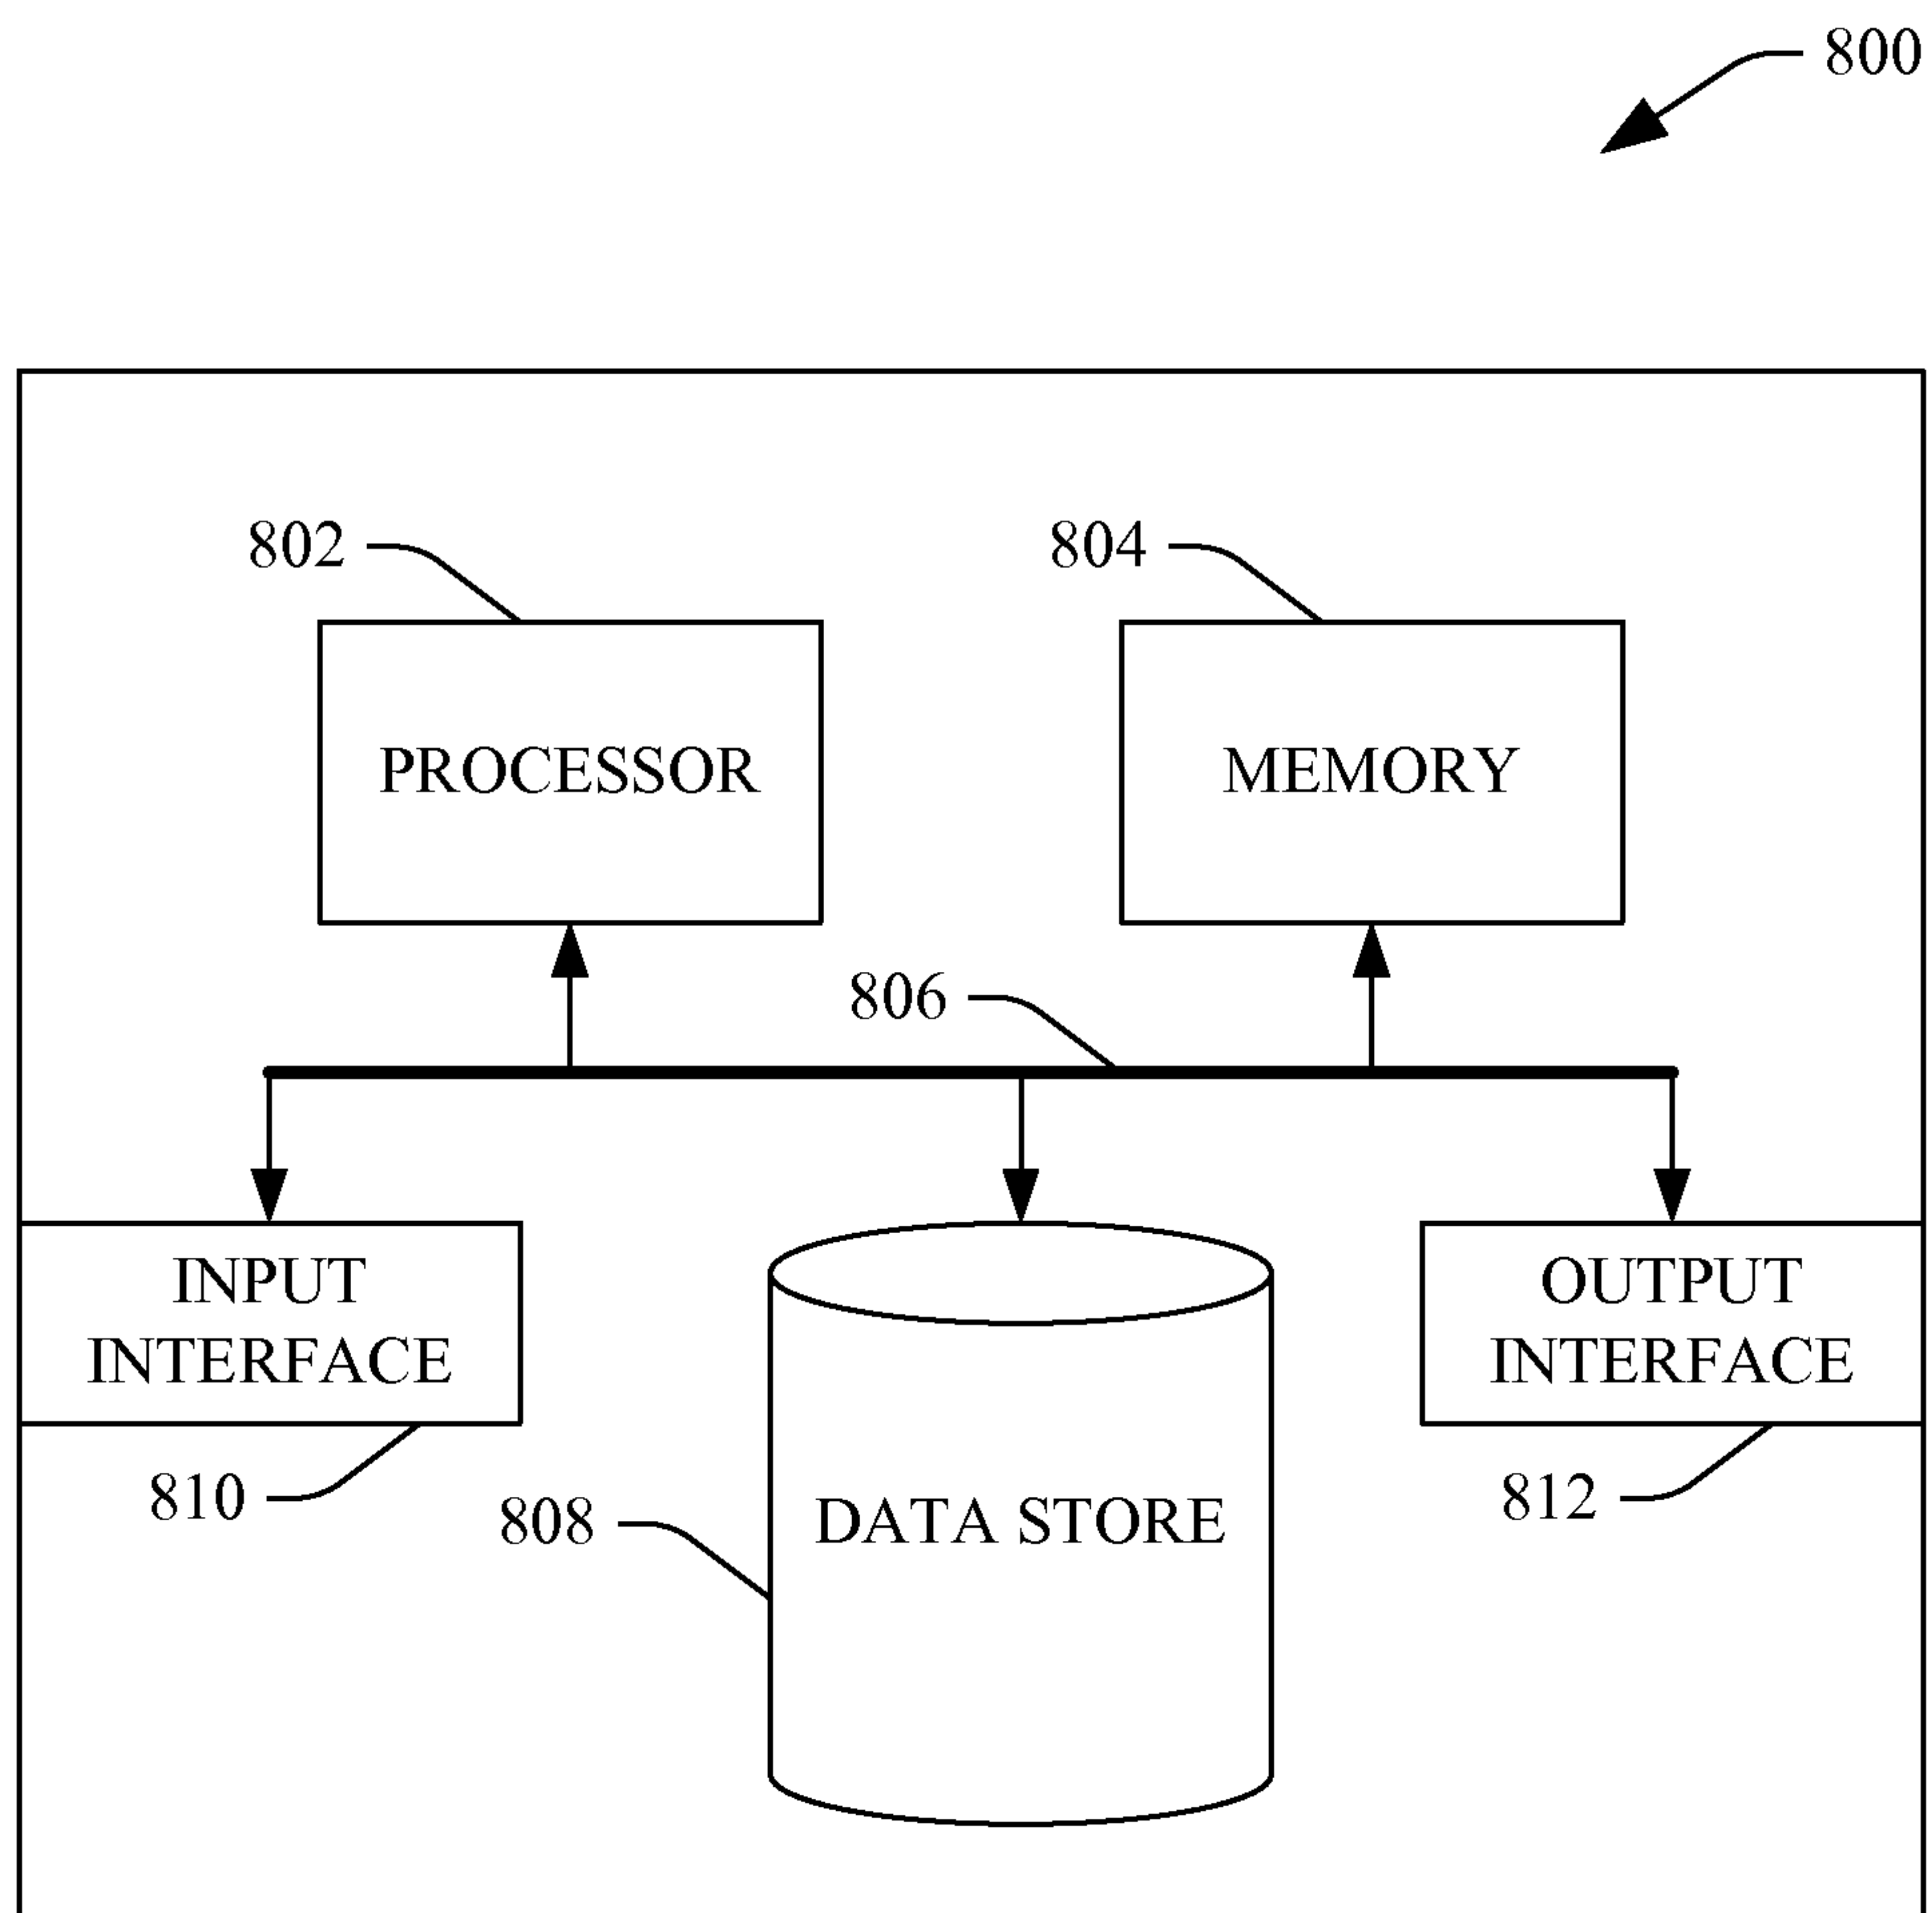 800
802
804
PROCESSOR
MEMORY
806
INPUT
INTERFACE
OUTPUT
INTERFACE
810
808
DATA STORE
812